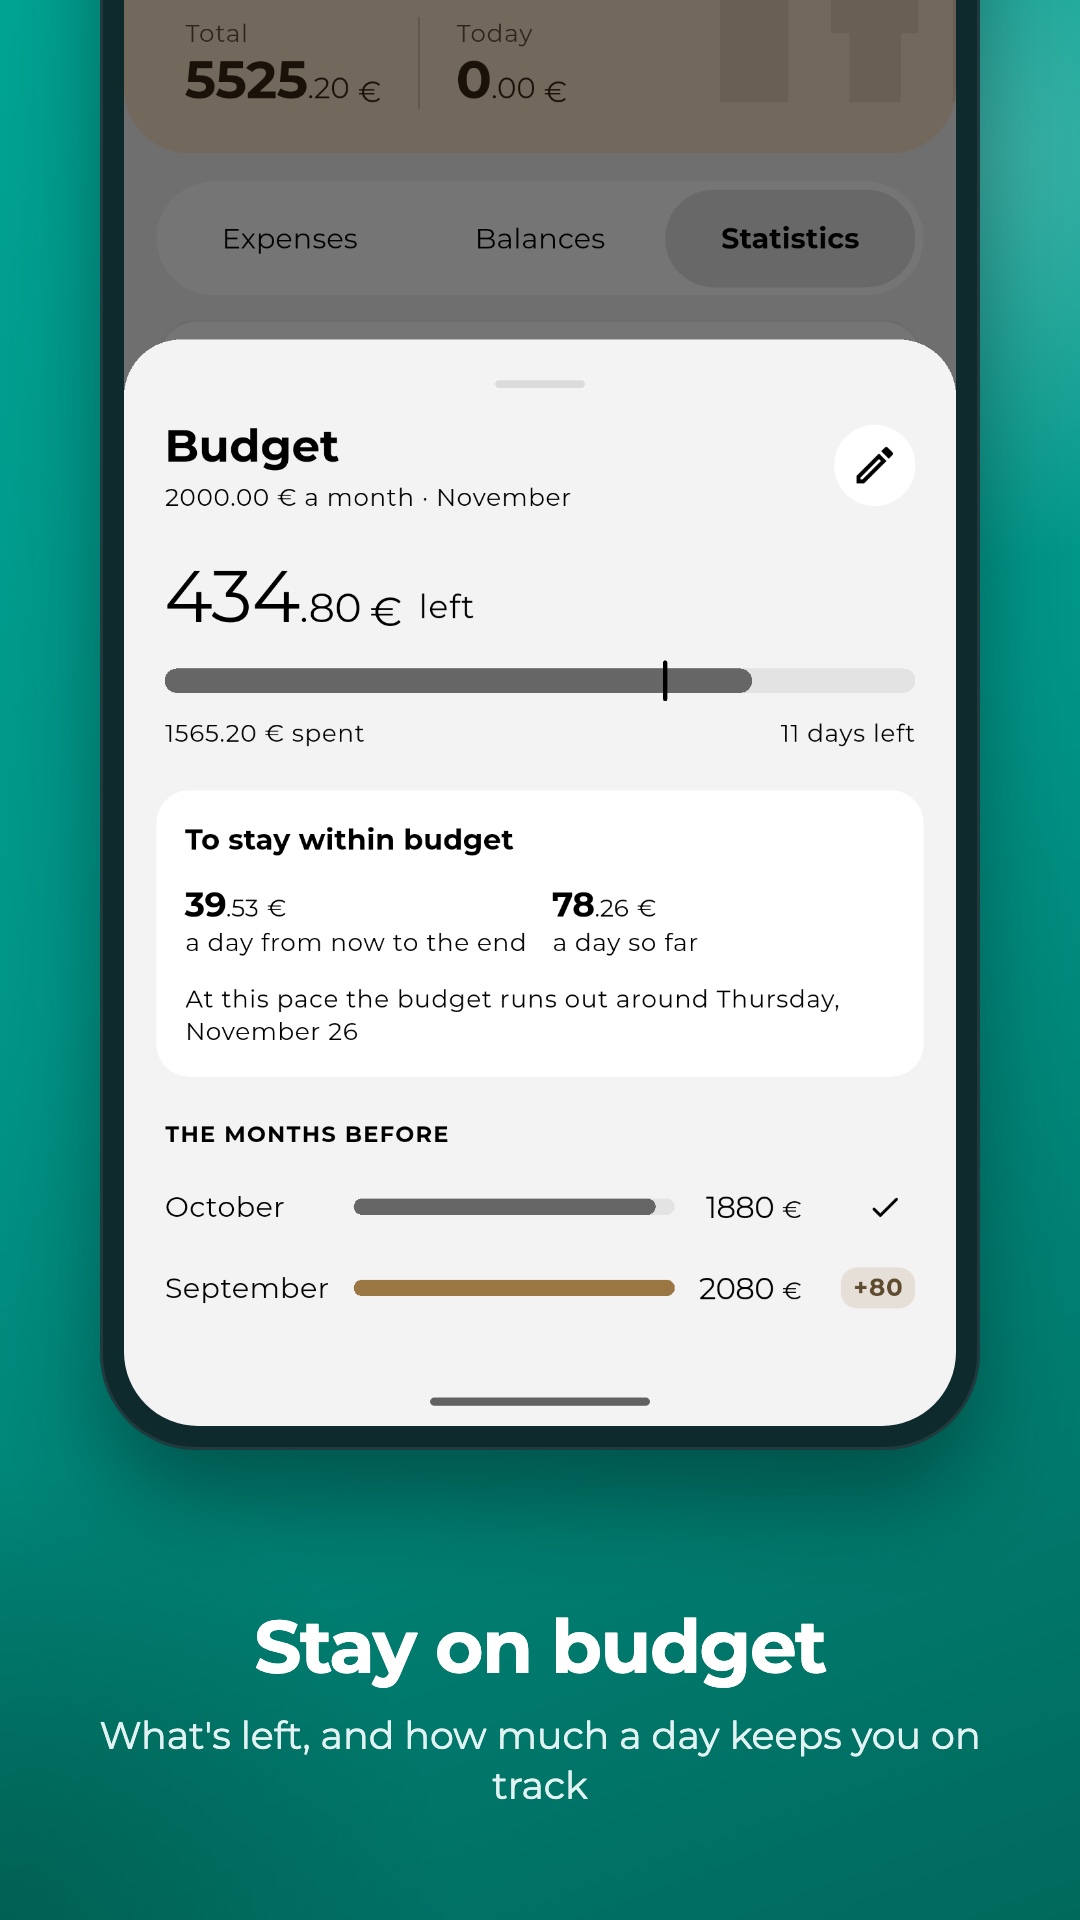 Total
Today
5525.20 €
0.00 €
Expenses
Balances
Statistics
Budget
2000.00 € a month · November
434.80 € left
1565.20 € spent
11 days left
To stay within budget
39.53 €
78.26 €
a day from now to the end
a day so far
At this pace the budget runs out around Thursday,
November 26
THE MONTHS BEFORE
October
1880 €
September
2080 €
+80
Stay on budget
What's left, and how much a day keeps you on
track